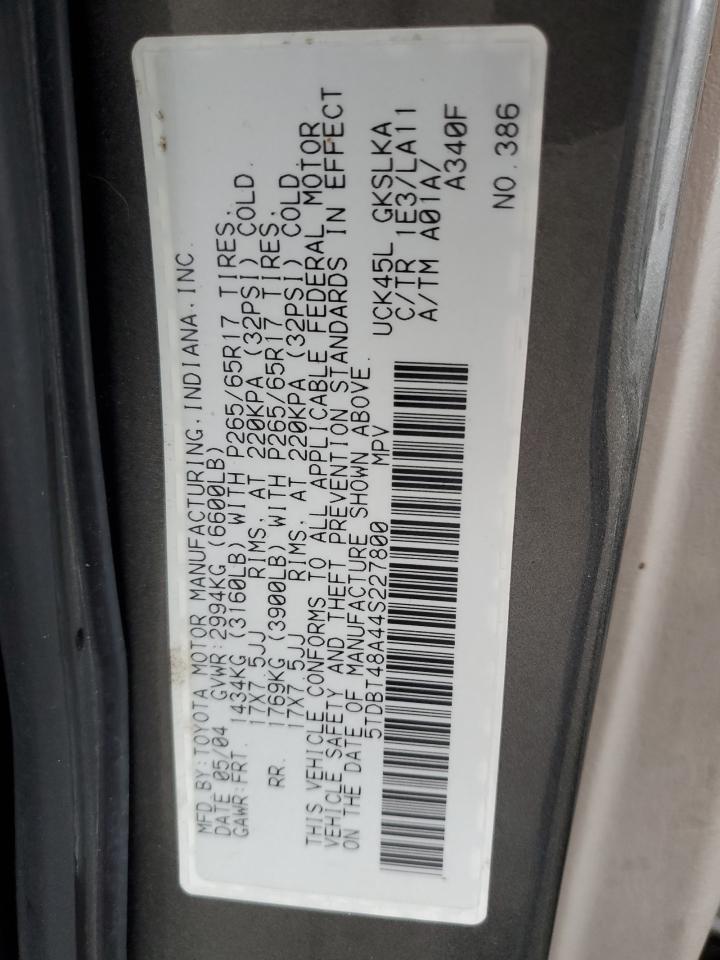 MFD. BY: TOYOTA MOTOR MANUFACTURING, INDIANA, INC.
DATE 05/04 GVWR: 2994KG (6600LB)
GAWR: FRT. 1434KG (3160LB) WITH P265/65R17 TIRES,
17X7.5JJ RIMS, AT 220KPA (32PSI) COLD.
RR. 1769KG (3900LB) WITH P265/65R17 TIRES,
17X7.5JJ RIMS, AT 220KPA (32PSI) COLD.
THIS VEHICLE CONFORMS TO ALL APPLICABLE FEDERAL MOTOR
VEHICLE SAFETY AND THEFT PREVENTION STANDARDS IN EFFECT
ON THE DATE OF MANUFACTURE SHOWN ABOVE.
5TDBT48A44S227800 MPV
UCK45L GKSLKA
C/TR 1E3/LA11
A/TM A01A/
A340F
NO. 386